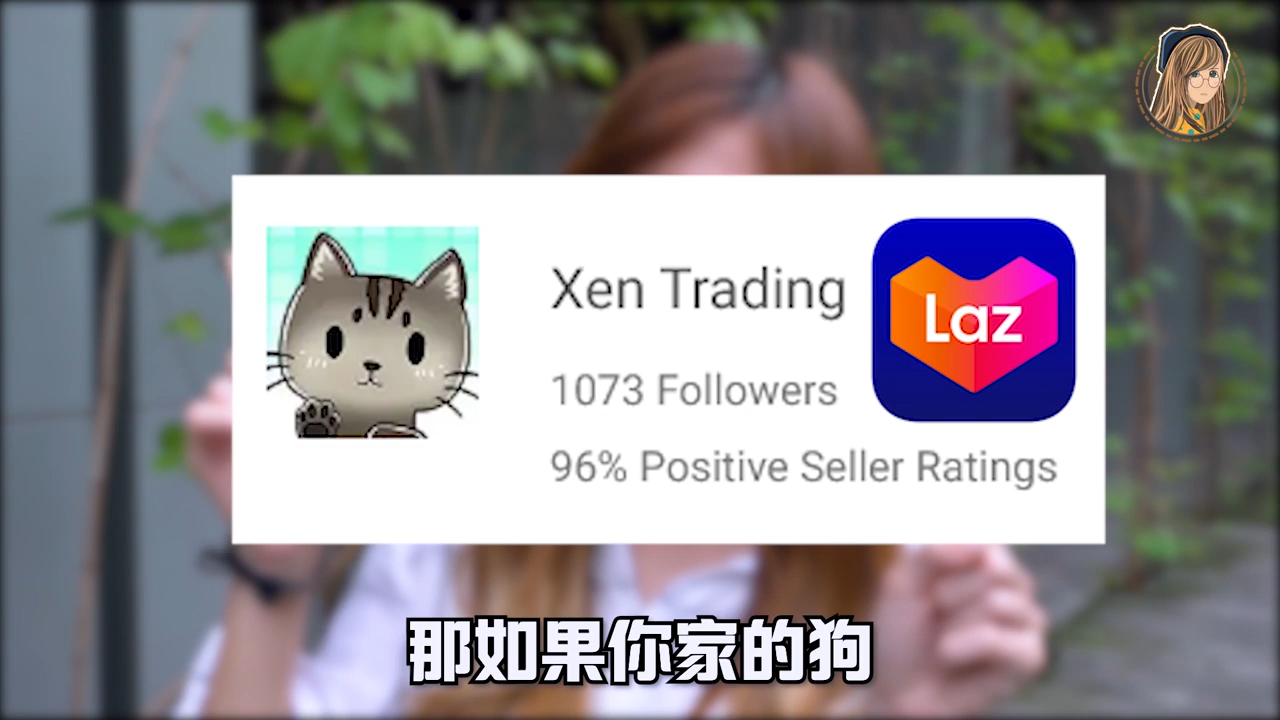 Xen Trading
Laz
1073 Followers
96% Positive Seller Ratings
那如果你家的狗